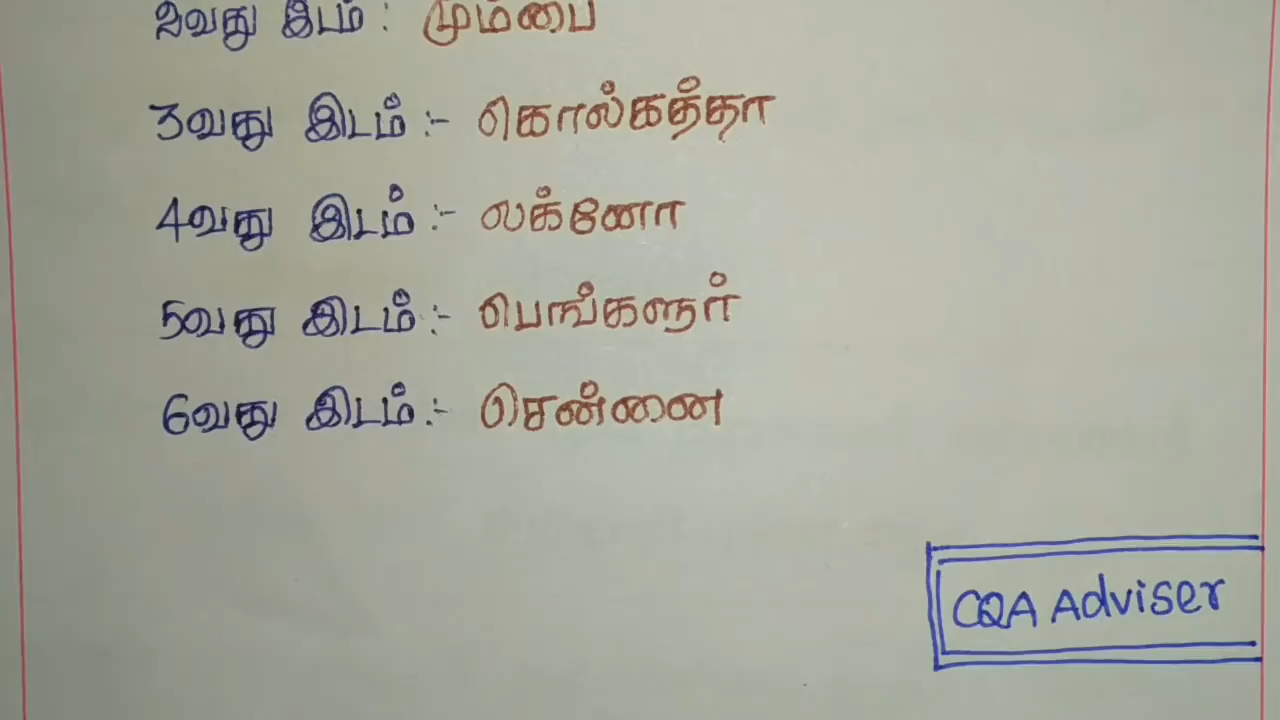 2வது இடம் : மும்பை
3வது இடம் :- கொல்கத்தா
4வது இடம் :- லக்னோ
5வது இடம் :- பெங்களூர்
6வது இடம் :- சென்னை
CQA Adviser